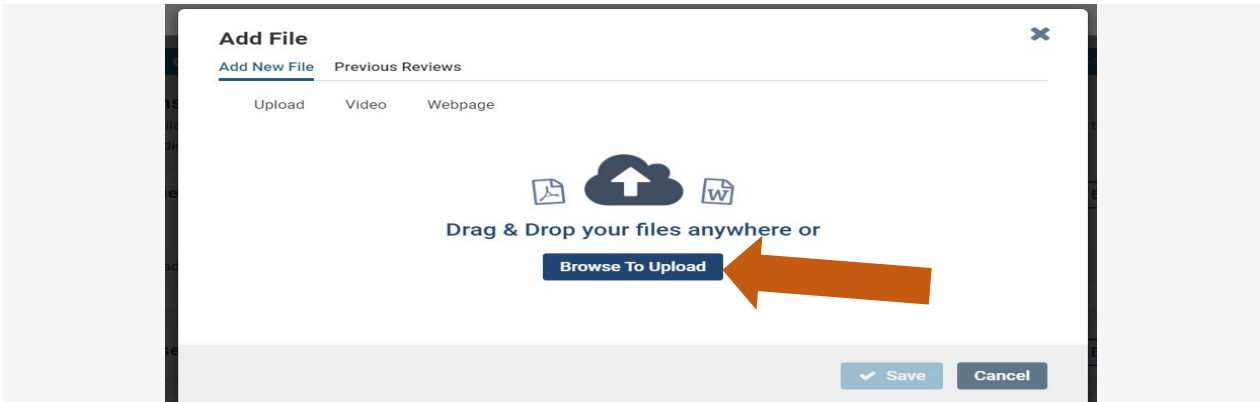 Add File
Add New File Previous Reviews
Upload Video Webpage
W
Drag & Drop your files anywhere or
Browse To Upload
Save Cancel